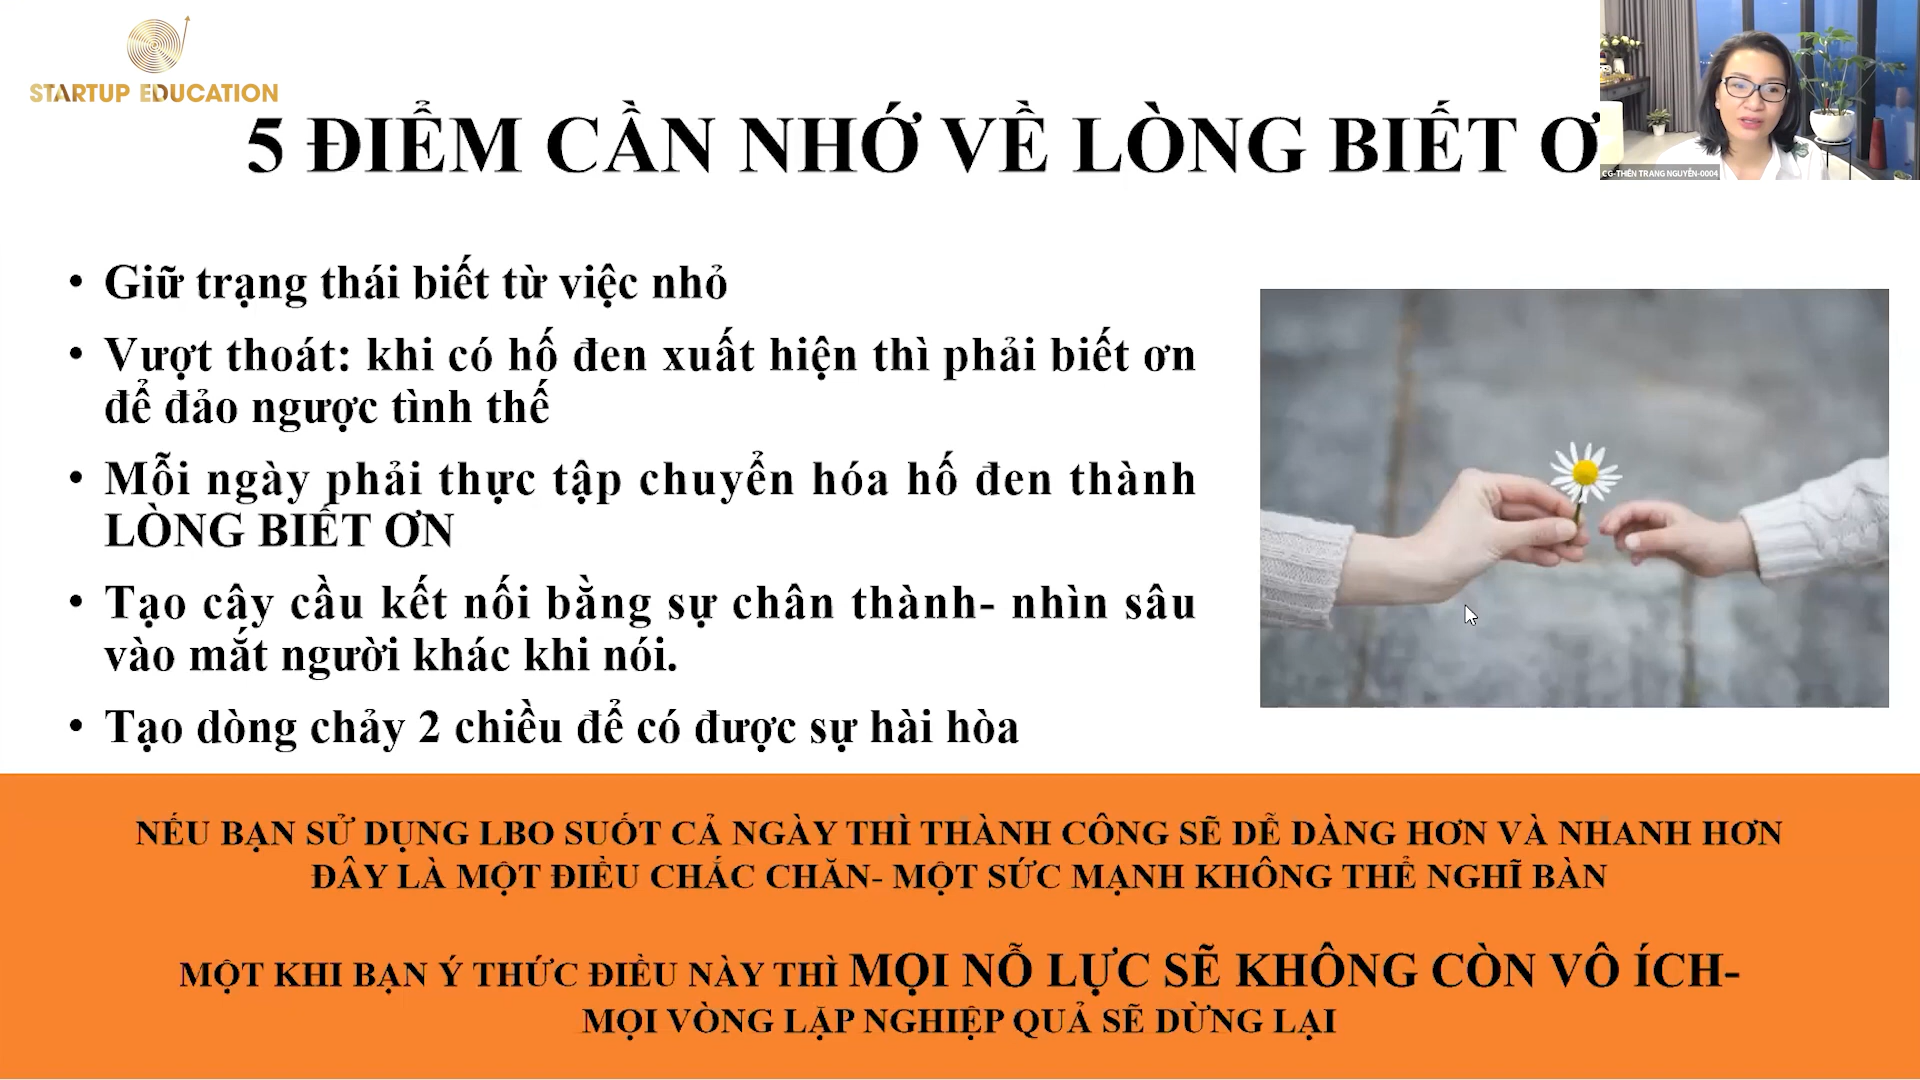 STARTUP EDUCATION
5 ĐIỂM CẦN NHỚ VỀ LÒNG BIẾT Ơ
CG-THIÊN TRANG NGUYỄN-0004
• Giữ trạng thái biết từ việc nhỏ
• Vượt thoát: khi có hố đen xuất hiện thì phải biết ơn
để đảo ngược tình thế
• Mỗi ngày phải thực tập chuyển hóa hố đen thành
LÒNG BIẾT ƠN
• Tạo cây cầu kết nối bằng sự chân thành- nhìn sâu
vào mắt người khác khi nói.
• Tạo dòng chảy 2 chiều để có được sự hài hòa
NẾU BẠN SỬ DỤNG LBO SUỐT CẢ NGÀY THÌ THÀNH CÔNG SẼ DỄ DÀNG HƠN VÀ NHANH HƠN
ĐÂY LÀ MỘT ĐIỀU CHẮC CHĂN- MỘT SỨC MẠNH KHÔNG THỂ NGHĨ BÀN
MỘT KHI BẠN Ý THỨC ĐIỀU NÀY THÌ MỌI NỖ LỰC SẼ KHÔNG CÒN VÔ ÍCH-
MỌI VÒNG LẶP NGHIỆP QUẢ SẼ DỪNG LẠI